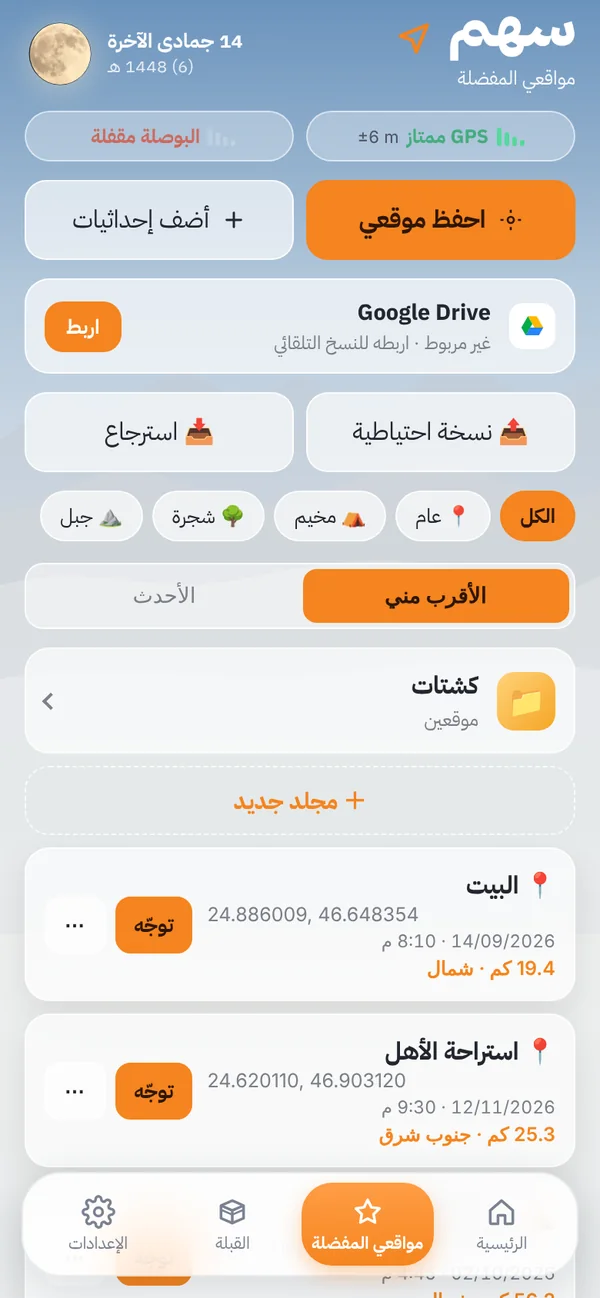 سهم
مواقعي المفضلة
14 جمادى الآخرة
(6) 1448 هـ
GPS ممتاز ±6 m
البوصلة مقفلة
احفظ موقعي
+ أضف إحداثيات
Google Drive
غير مربوط · اربطه للنسخ التلقائي
اربط
نسخة احتياطية
استرجاع
الكل
عام
مخيم
شجرة
جبل
الأقرب مني
الأحدث
كشتات
موقعين
+ مجلد جديد
البيت
24.886009, 46.648354
14/09/2026 · 8:10 م
19.4 كم · شمال
توجّه
...
استراحة الأهل
24.620110, 46.903120
12/11/2026 · 9:30 م
25.3 كم · جنوب شرق
توجّه
...
الرئيسية
مواقعي المفضلة
القبلة
الإعدادات